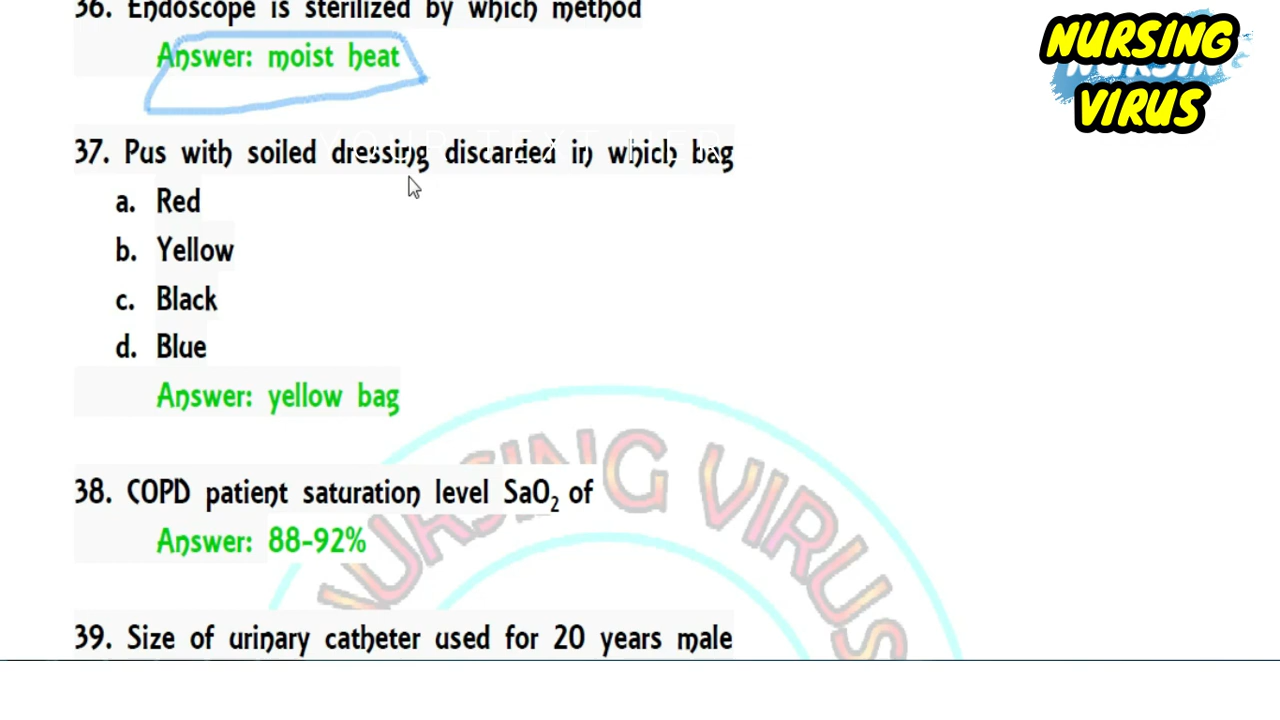 36. Endoscope is sterilized by which method
Answer: moist heat
NURSING
VIRUS
37. Pus with soiled dressing discarded in which bag
a. Red
b. Yellow
c. Black
d. Blue
Answer: yellow bag
38. COPD patient saturation level SaO₂ of
Answer: 88-92%
39. Size of urinary catheter used for 20 years male
NURSING VIRUS